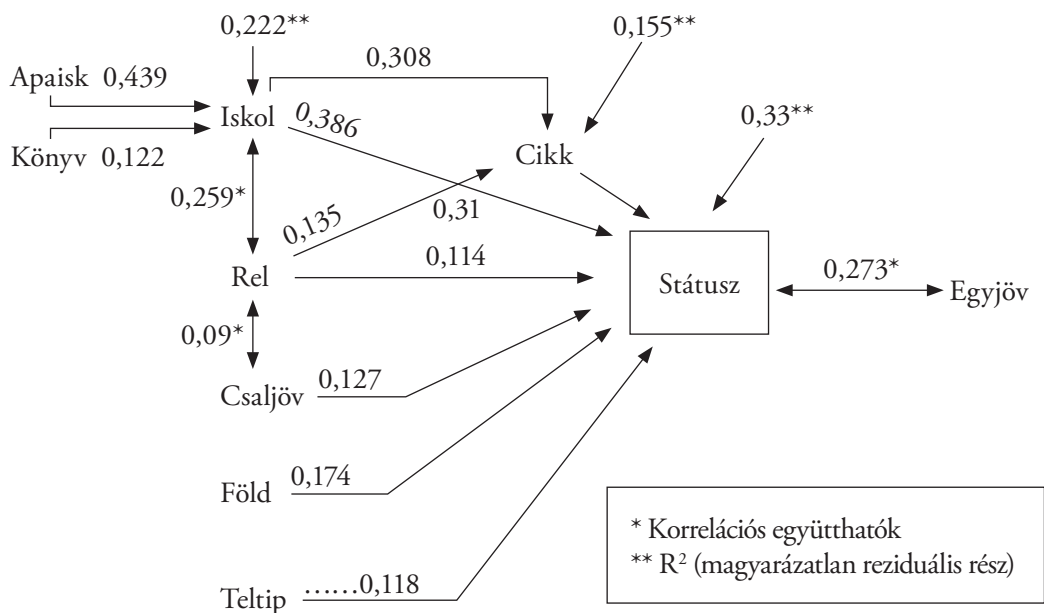 0,222**
0,155**
0,308
Apaisk 0,439
Iskol
0,386
0,33**
Könyv 0,122
Cikk
0,259*
0,135
0,31
Rel
0,114
Státusz
0,273*
Egyjöv
0,09*
Csaljöv
0,127
Föld
0,174
Teltip
......0,118
* Korrelációs együtthatók
** R² (magyarázatlan reziduális rész)